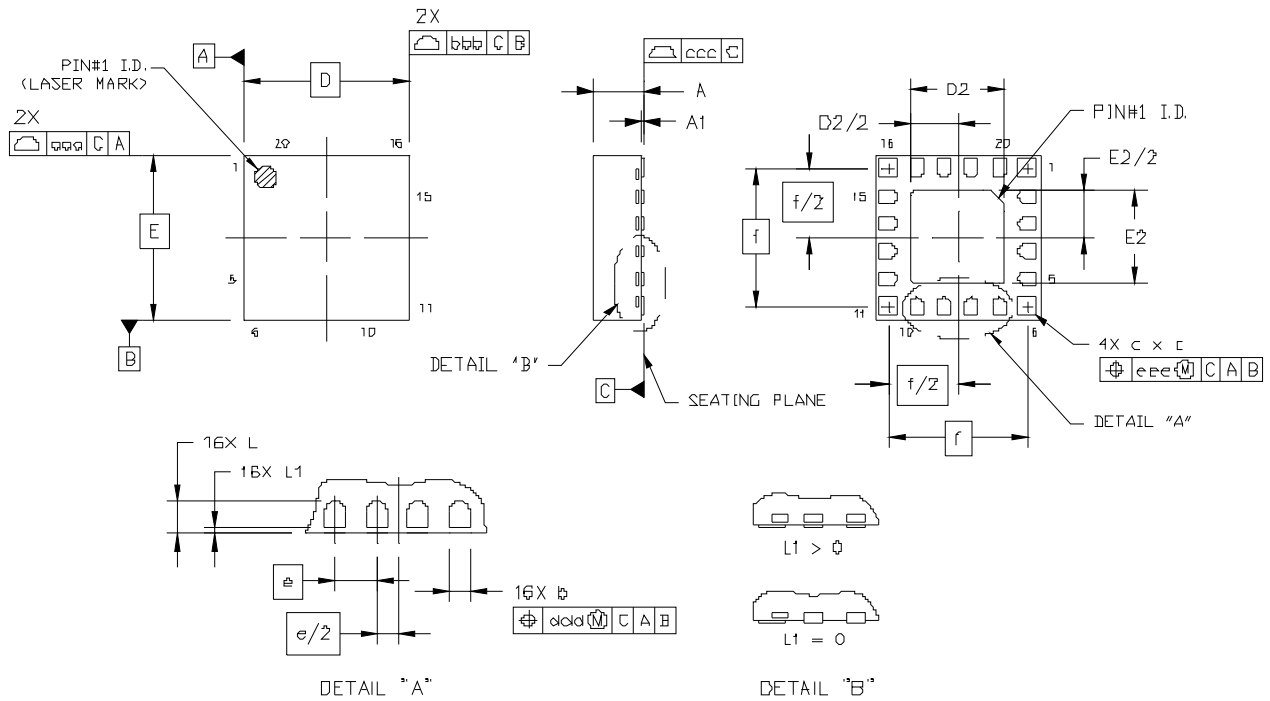 2X
bbb C B
A
PIN#1 I.D.
(LASER MARK)
D
2X
aaa C A
20
16
1
15
E
5
11
6
10
B
ccc C
A
A1
DETAIL "B"
C
SEATING PLANE
D2
D2/2
PIN#1 I.D.
16
20
1
E2/2
15
f/2
f
E2
5
11
10
6
4X c x c
eee M C A B
f/2
DETAIL "A"
f
16X L
16X L1
e
16X b
ddd M C A B
e/2
DETAIL "A"
L1 > 0
L1 = 0
DETAIL "B"